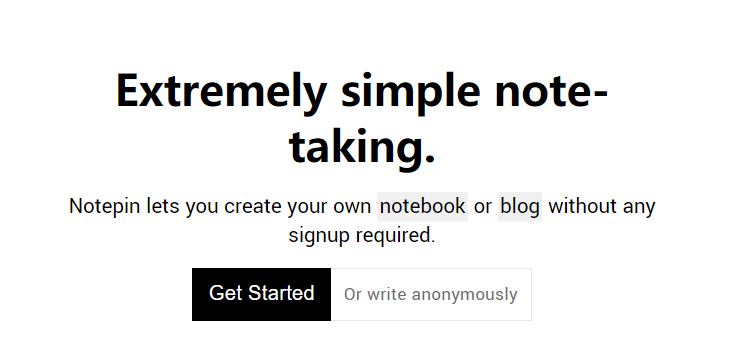 Extremely simple note-
taking.
Notepin lets you create your own notebook or blog without any
signup required.
Get Started
Or write anonymously